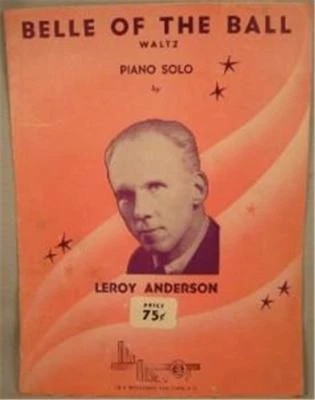 BELLE OF THE BALL
WALTZ
PIANO SOLO
by
LEROY ANDERSON
PRICE
75¢